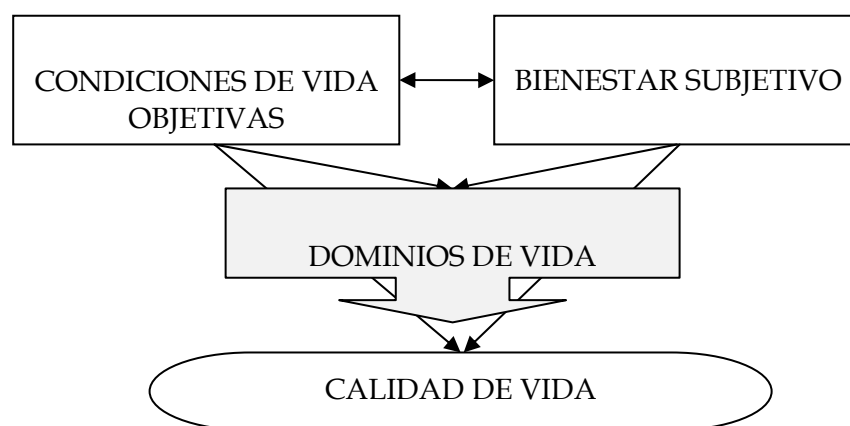 CONDICIONES DE VIDA
OBJETIVAS
BIENESTAR SUBJETIVO
DOMINIOS DE VIDA
CALIDAD DE VIDA